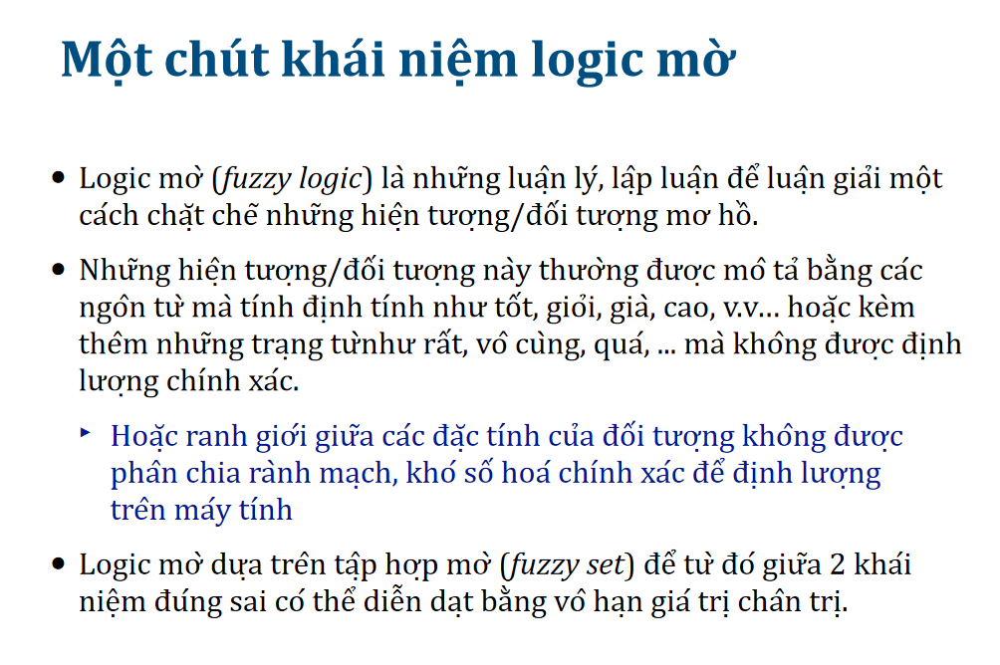 Một chút khái niệm logic mờ
• Logic mờ (fuzzy logic) là những luận lý, lập luận để luận giải một
cách chặt chẽ những hiện tượng/đối tượng mơ hồ.
• Những hiện tượng/đối tượng này thường được mô tả bằng các
ngôn từ mà tính định tính như tốt, giỏi, già, cao, v.v... hoặc kèm
thêm những trạng từnhư rất, vô cùng, quá, ... mà không được định
lượng chính xác.
‣ Hoặc ranh giới giữa các đặc tính của đối tượng không được
phân chia rành mạch, khó số hoá chính xác để định lượng
trên máy tính
• Logic mờ dựa trên tập hợp mờ (fuzzy set) để từ đó giữa 2 khái
niệm đúng sai có thể diễn dạt bằng vô hạn giá trị chân trị.